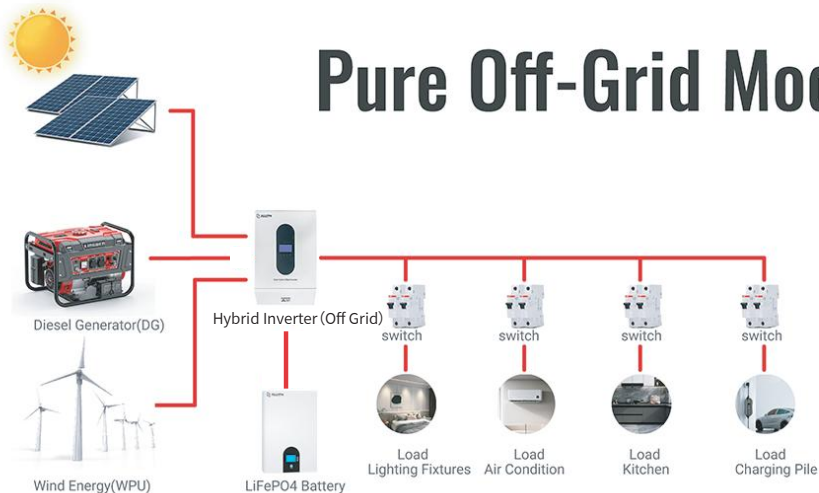 Pure Off-Grid Mod
Diesel Generator(DG)
Hybrid Inverter(Off Grid)
switch
switch
switch
switch
Load
Lighting Fixtures
Load
Air Condition
Load
Kitchen
Load
Charging Pile
Wind Energy(WPU)
LiFePO4 Battery